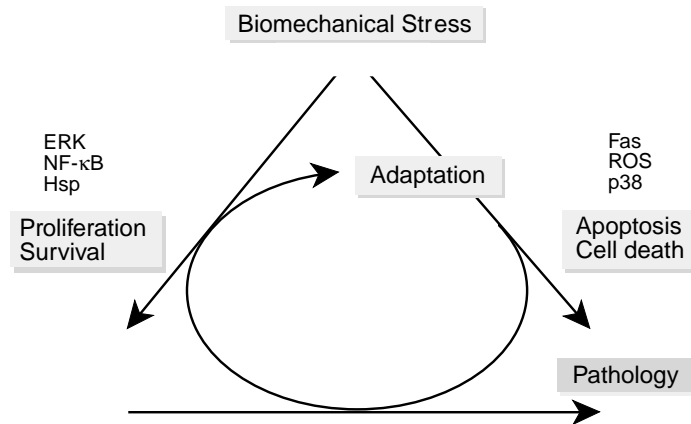 Biomechanical Stress
ERK
NF-κB
Hsp
Fas
ROS
p38
Adaptation
Proliferation
Survival
Apoptosis
Cell death
Pathology